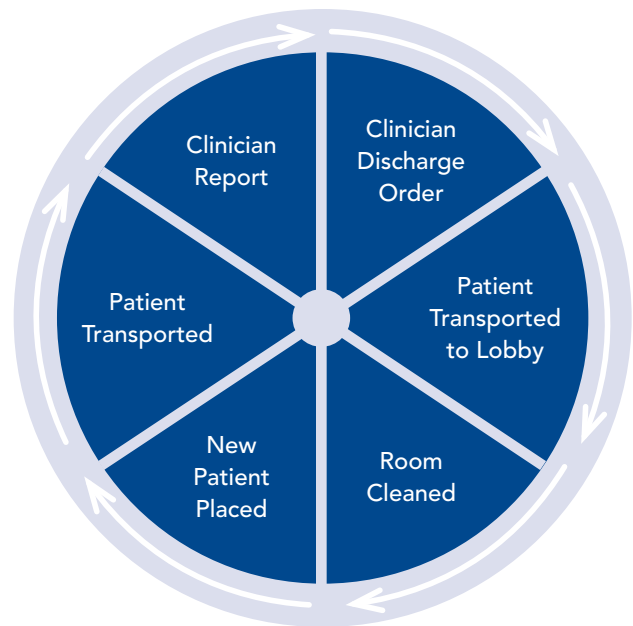 Clinician
Discharge
Order
Patient
Transported
to Lobby
Room
Cleaned
New
Patient
Placed
Patient
Transported
Clinician
Report